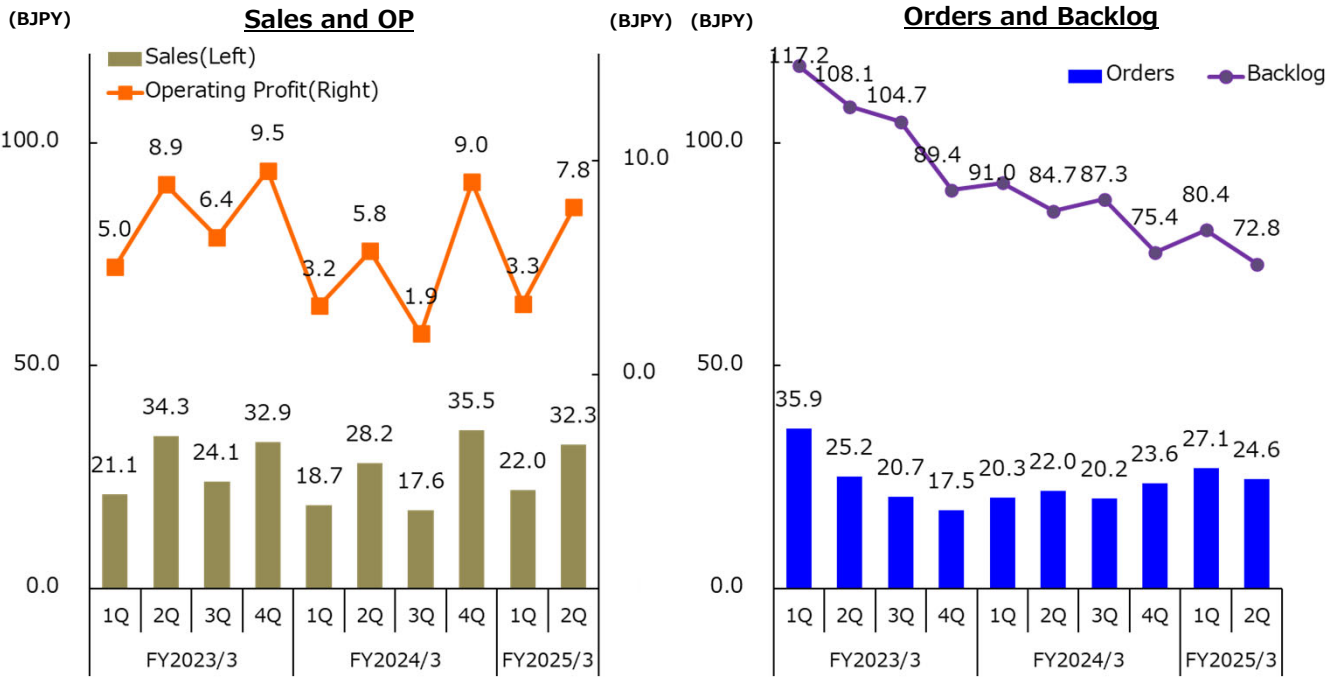 (BJPY) Sales and OP (BJPY)
Sales(Left)
Operating Profit(Right)
100.0
50.0
0.0
10.0
0.0
5.0 8.9 6.4 9.5 3.2 5.8 1.9 9.0 3.3 7.8
21.1 34.3 24.1 32.9 18.7 28.2 17.6 35.5 22.0 32.3
1Q 2Q 3Q 4Q 1Q 2Q 3Q 4Q 1Q 2Q
FY2023/3 FY2024/3 FY2025/3
(BJPY) Orders and Backlog
Orders Backlog
100.0
50.0
0.0
117.2 108.1 104.7 89.4 91.0 84.7 87.3 75.4 80.4 72.8
35.9 25.2 20.7 17.5 20.3 22.0 20.2 23.6 27.1 24.6
1Q 2Q 3Q 4Q 1Q 2Q 3Q 4Q 1Q 2Q
FY2023/3 FY2024/3 FY2025/3